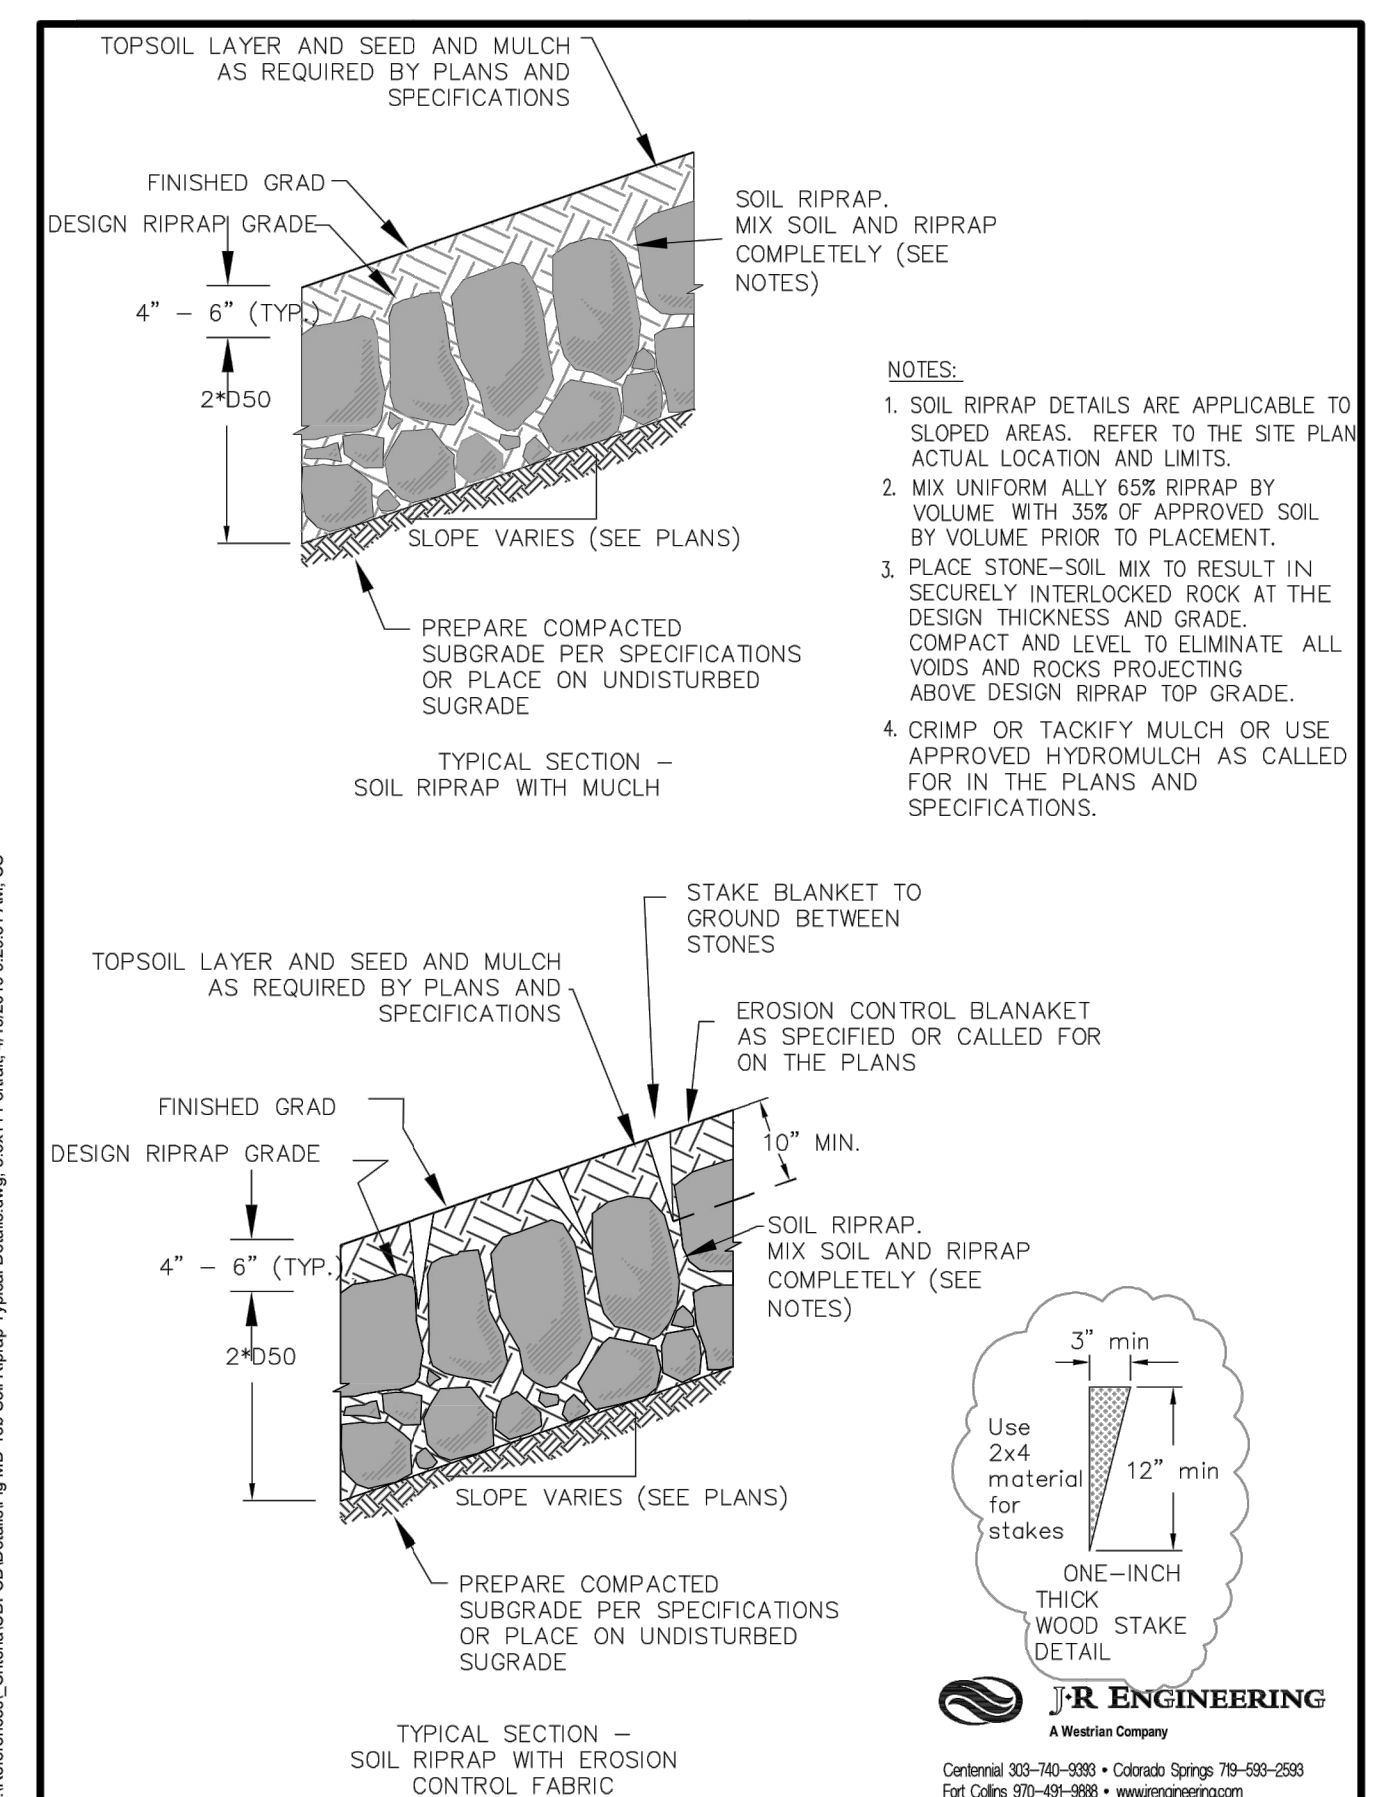 TOPSOIL LAYER AND SEED AND MULCH
AS REQUIRED BY PLANS AND
SPECIFICATIONS
FINISHED GRAD
DESIGN RIPRAP GRADE
4" – 6" (TYP.)
2*D50
SOIL RIPRAP.
MIX SOIL AND RIPRAP
COMPLETELY (SEE
NOTES)
SLOPE VARIES (SEE PLANS)
PREPARE COMPACTED
SUBGRADE PER SPECIFICATIONS
OR PLACE ON UNDISTURBED
SUGRADE
TYPICAL SECTION –
SOIL RIPRAP WITH MUCLH
NOTES:
1. SOIL RIPRAP DETAILS ARE APPLICABLE TO
SLOPED AREAS. REFER TO THE SITE PLAN
ACTUAL LOCATION AND LIMITS.
2. MIX UNIFORM ALLY 65% RIPRAP BY
VOLUME WITH 35% OF APPROVED SOIL
BY VOLUME PRIOR TO PLACEMENT.
3. PLACE STONE–SOIL MIX TO RESULT IN
SECURELY INTERLOCKED ROCK AT THE
DESIGN THICKNESS AND GRADE.
COMPACT AND LEVEL TO ELIMINATE ALL
VOIDS AND ROCKS PROJECTING
ABOVE DESIGN RIPRAP TOP GRADE.
4. CRIMP OR TACKIFY MULCH OR USE
APPROVED HYDROMULCH AS CALLED
FOR IN THE PLANS AND
SPECIFICATIONS.
STAKE BLANKET TO
GROUND BETWEEN
STONES
TOPSOIL LAYER AND SEED AND MULCH
AS REQUIRED BY PLANS AND
SPECIFICATIONS
EROSION CONTROL BLANAKET
AS SPECIFIED OR CALLED FOR
ON THE PLANS
FINISHED GRAD
DESIGN RIPRAP GRADE
10" MIN.
4" – 6" (TYP.)
2*D50
SOIL RIPRAP.
MIX SOIL AND RIPRAP
COMPLETELY (SEE
NOTES)
SLOPE VARIES (SEE PLANS)
PREPARE COMPACTED
SUBGRADE PER SPECIFICATIONS
OR PLACE ON UNDISTURBED
SUGRADE
TYPICAL SECTION –
SOIL RIPRAP WITH EROSION
CONTROL FABRIC
3" min
Use
2x4
material
for
stakes
12" min
ONE–INCH
THICK
WOOD STAKE
DETAIL
J·R ENGINEERING
A Westrian Company
Centennial 303–740–9393 • Colorado Springs 719–593–2593
Fort Collins 970–491–9888 • www.jrengineering.com